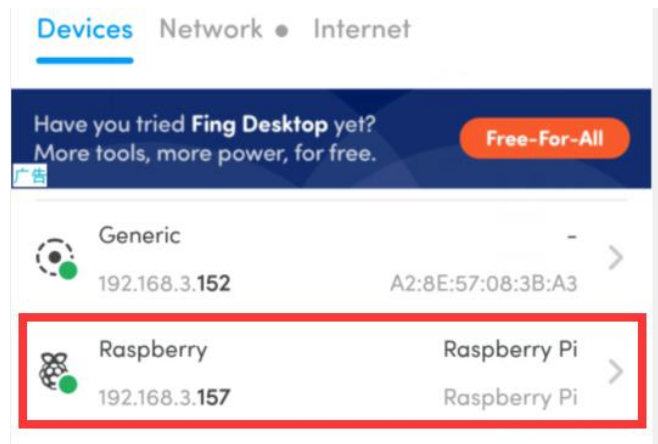 Devices Network Internet
Have you tried Fing Desktop yet?
More tools, more power, for free.
Free-For-All
广告
Generic -
192.168.3.152 A2:8E:57:08:3B:A3
Raspberry Raspberry Pi
192.168.3.157 Raspberry Pi